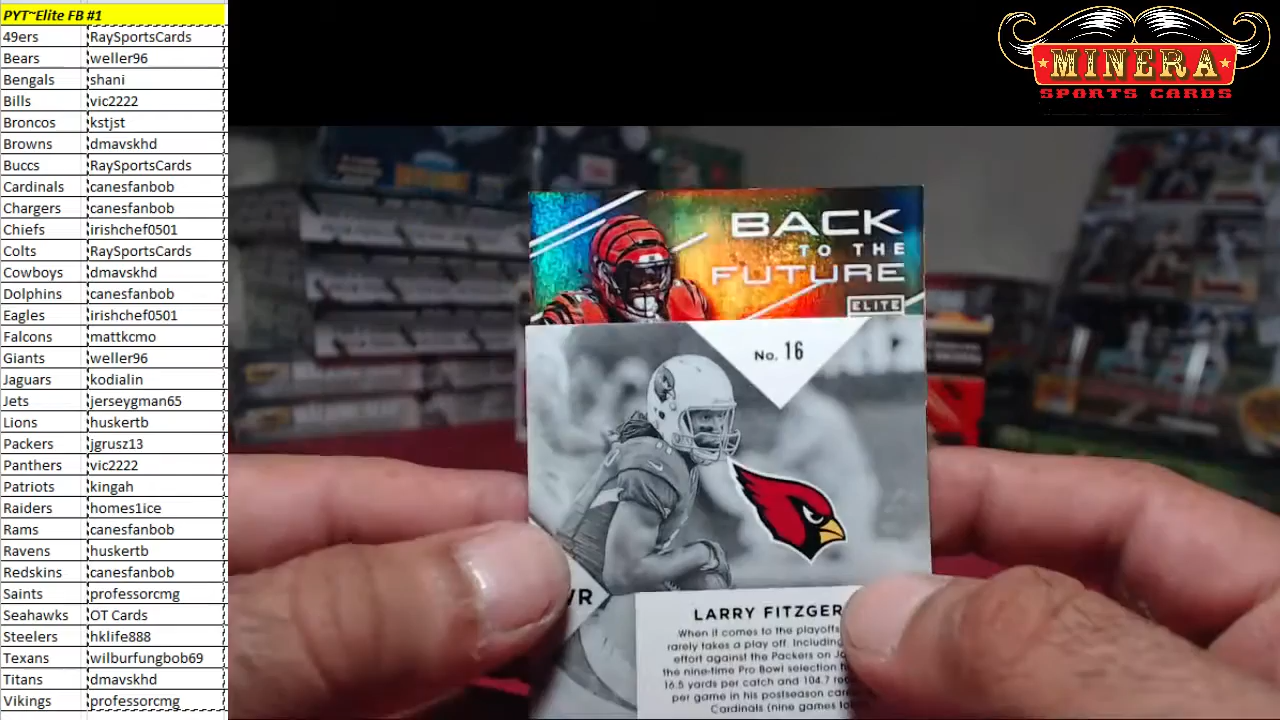 PYT~Elite FB #1
49ers RaySportsCards
Bears weller96
Bengals shani
Bills vic2222
Broncos kstjst
Browns dmavskhd
Buccs RaySportsCards
Cardinals canesfanbob
Chargers canesfanbob
Chiefs irishchef0501
Colts RaySportsCards
Cowboys dmavskhd
Dolphins canesfanbob
Eagles irishchef0501
Falcons mattkcmo
Giants weller96
Jaguars kodialin
Jets jerseygman65
Lions huskertb
Packers jgrusz13
Panthers vic2222
Patriots kingah
Raiders homes1ice
Rams canesfanbob
Ravens huskertb
Redskins canesfanbob
Saints professorcmg
Seahawks OT Cards
Steelers hklife888
Texans wilburfungbob69
Titans dmavskhd
Vikings professorcmg
MINERA
SPORTS CARDS
BACK
TO THE
FUTURE
ELITE
No. 16
WR
LARRY
When it comes to the playoffs
rarely takes a play off. Including
effort against the Packers on
the nine-time Pro Bowl selection
16.5 yards per catch and 104.7
per game in his postseason
Cardinals (nine games